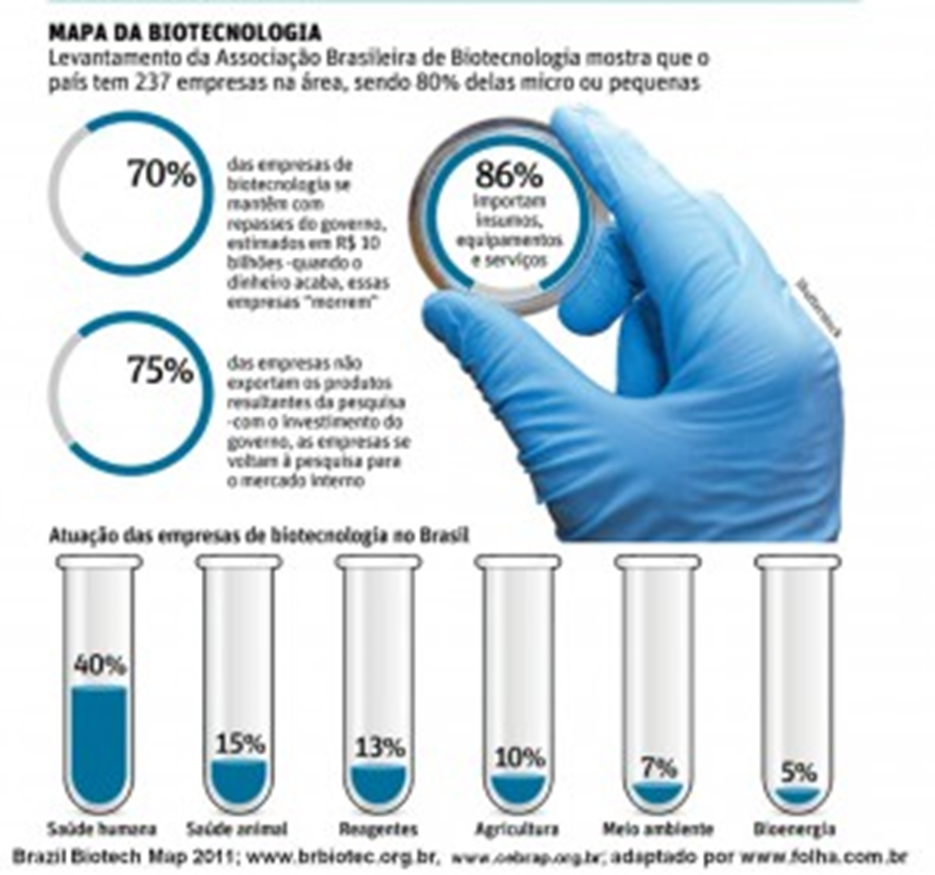 MAPA DA BIOTECNOLOGIA
Levantamento da Associação Brasileira de Biotecnologia mostra que o
país tem 237 empresas na área, sendo 80% delas micro ou pequenas
70%
das empresas de
biotecnologia se
mantêm com
repasses do governo,
estimados em R$ 10
bilhões -quando o
dinheiro acaba, essas
empresas "morrem"
86%
importam
insumos,
equipamentos
e serviços
Shutterstock
75%
das empresas não
exportam os produtos
resultantes da pesquisa
-com o investimento do
governo, as empresas se
voltam à pesquisa para
o mercado interno
Atuação das empresas de biotecnologia no Brasil
40%
15%
13%
10%
7%
5%
Saúde humana
Saúde animal
Reagentes
Agricultura
Meio ambiente
Bioenergia
Brazil Biotech Map 2011; www.brbiotec.org.br, www.cebrap.org.br; adaptado por www.folha.com.br